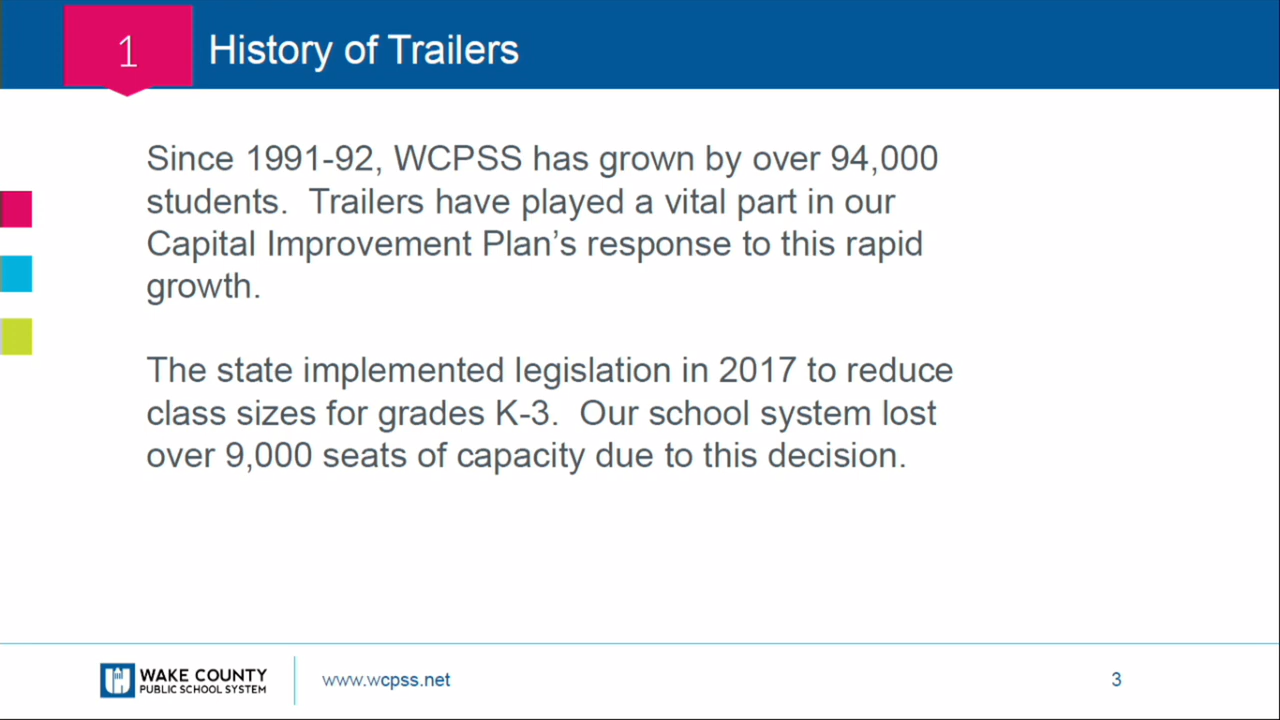 1
History of Trailers
Since 1991-92, WCPSS has grown by over 94,000
students.  Trailers have played a vital part in our
Capital Improvement Plan’s response to this rapid
growth.
The state implemented legislation in 2017 to reduce
class sizes for grades K-3.  Our school system lost
over 9,000 seats of capacity due to this decision.
WAKE COUNTY
PUBLIC SCHOOL SYSTEM
www.wcpss.net
3